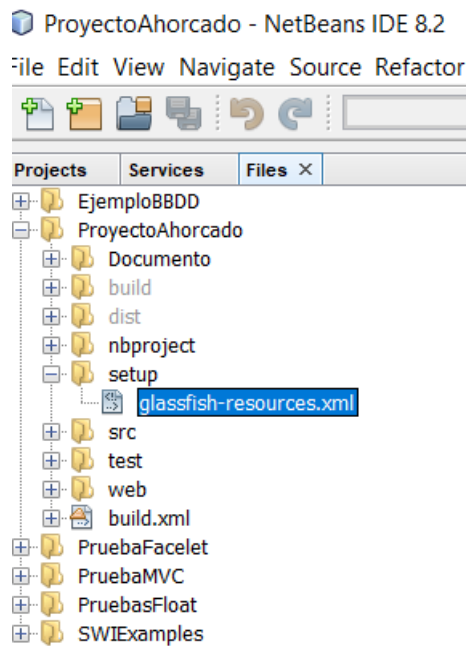 ProyectoAhorcado - NetBeans IDE 8.2
File Edit View Navigate Source Refactor
Projects Services Files ×
EjemploBBDD
ProyectoAhorcado
Documento
build
dist
nbproject
setup
glassfish-resources.xml
src
test
web
build.xml
PruebaFacelet
PruebaMVC
PruebasFloat
SWIExamples